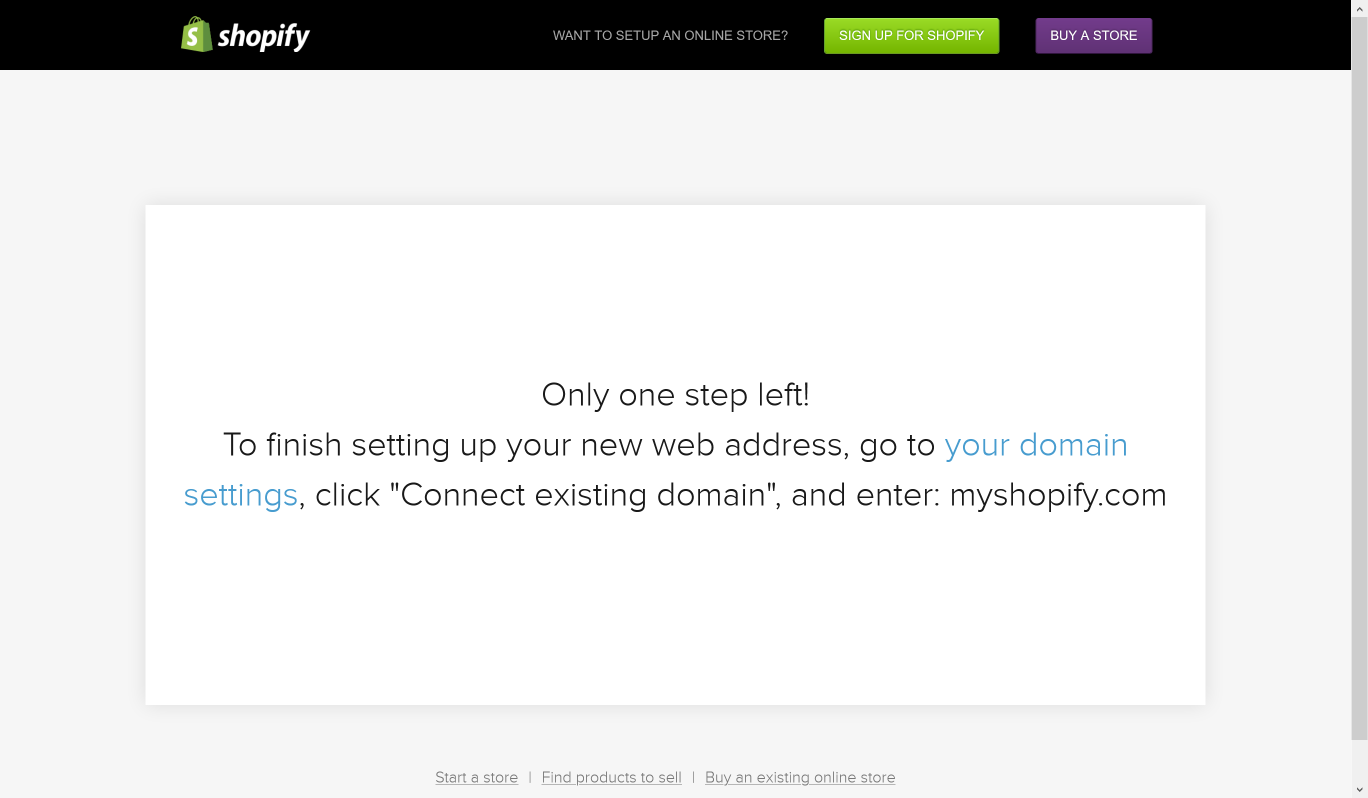 shopify
WANT TO SETUP AN ONLINE STORE?
SIGN UP FOR SHOPIFY
BUY A STORE
Only one step left!
To finish setting up your new web address, go to your domain
settings, click "Connect existing domain", and enter: myshopify.com
Start a store | Find products to sell | Buy an existing online store